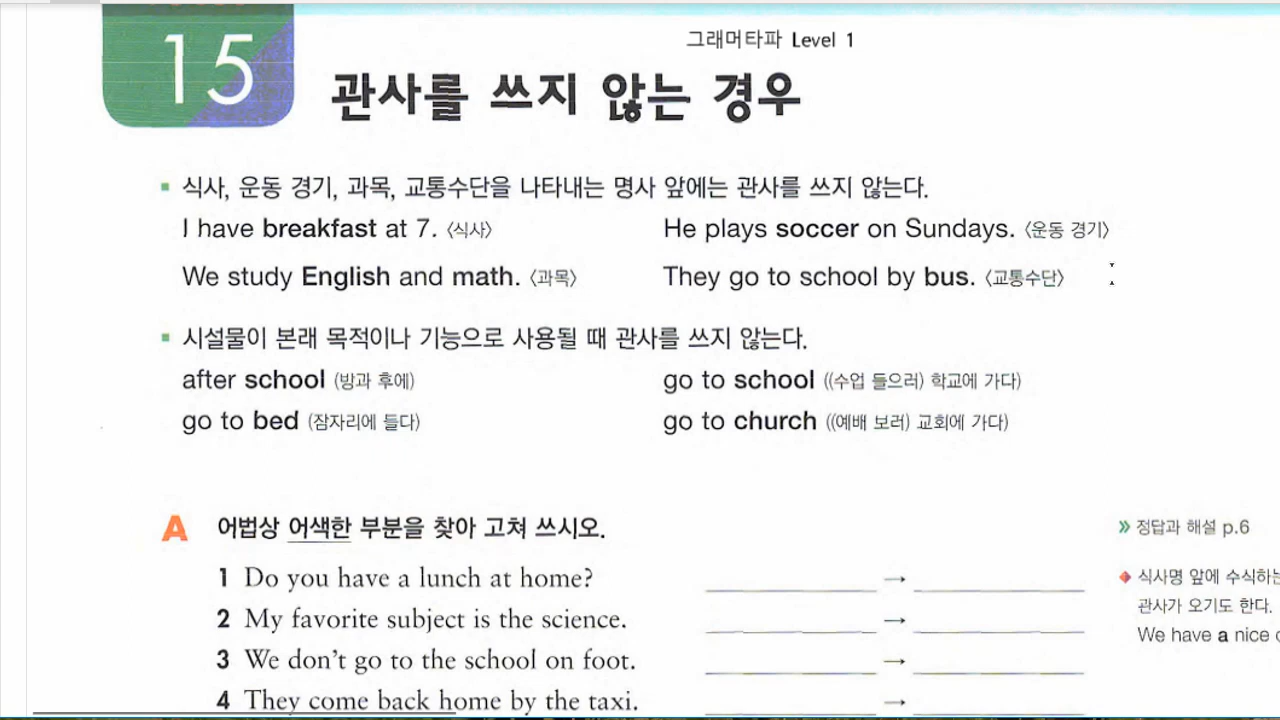 15
그래머타파 Level 1
관사를 쓰지 않는 경우
식사, 운동 경기, 과목, 교통수단을 나타내는 명사 앞에는 관사를 쓰지 않는다.
I have breakfast at 7. 〈식사〉 He plays soccer on Sundays. 〈운동 경기〉
We study English and math. 〈과목〉 They go to school by bus. 〈교통수단〉
시설물이 본래 목적이나 기능으로 사용될 때 관사를 쓰지 않는다.
after school (방과 후에) go to school ((수업 들으러) 학교에 가다)
go to bed (잠자리에 들다) go to church ((예배 보러) 교회에 가다)
A 어법상 어색한 부분을 찾아 고쳐 쓰시오.
» 정답과 해설 p.6
1 Do you have a lunch at home? →
2 My favorite subject is the science. →
3 We don't go to the school on foot. →
4 They come back home by the taxi. →
식사명 앞에 수식하는
관사가 오기도 한다.
We have a nice